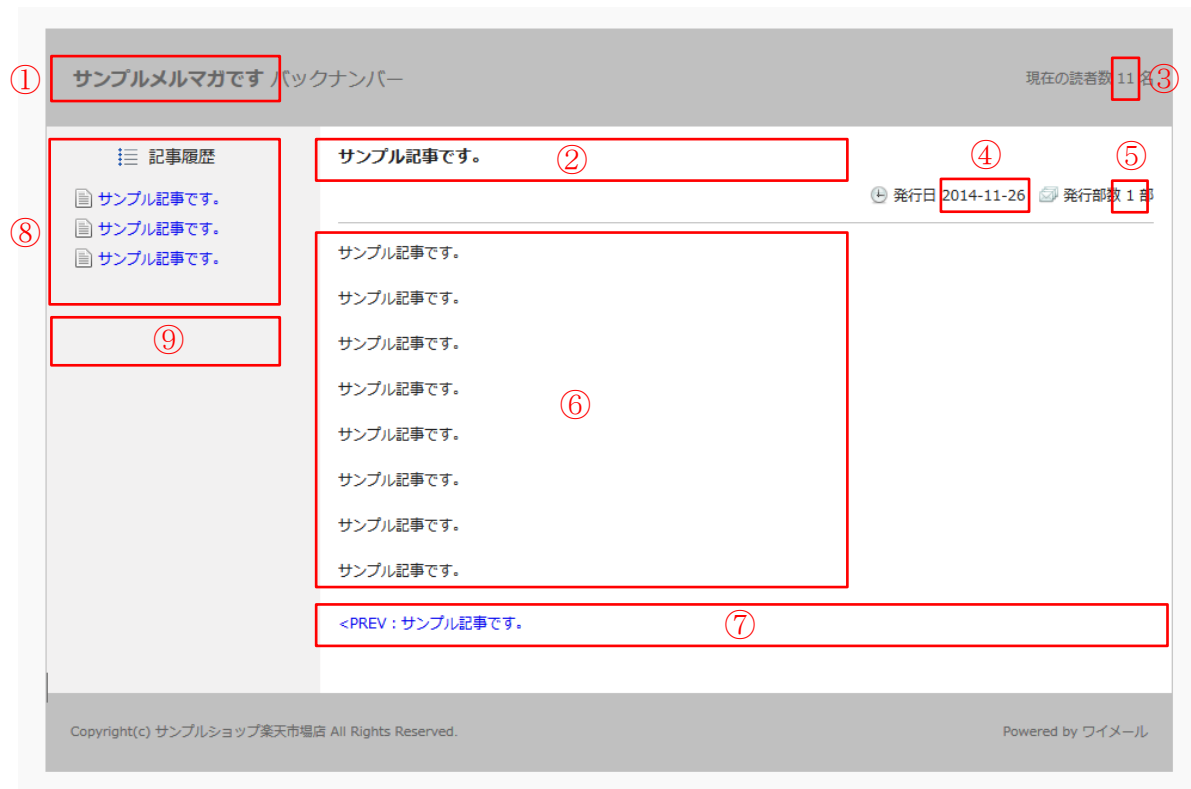 ① サンプルメルマガです バックナンバー
現在の読者数 11 名 ③
記事履歴
サンプル記事です。
サンプル記事です。
サンプル記事です。
⑧
⑨
サンプル記事です。 ②
④ ⑤
発行日 2014-11-26 発行部数 1 部
サンプル記事です。
サンプル記事です。
サンプル記事です。
サンプル記事です。
⑥
サンプル記事です。
サンプル記事です。
サンプル記事です。
サンプル記事です。
<PREV：サンプル記事です。 ⑦
Copyright(c) サンプルショップ楽天市場店 All Rights Reserved.
Powered by ワイメール